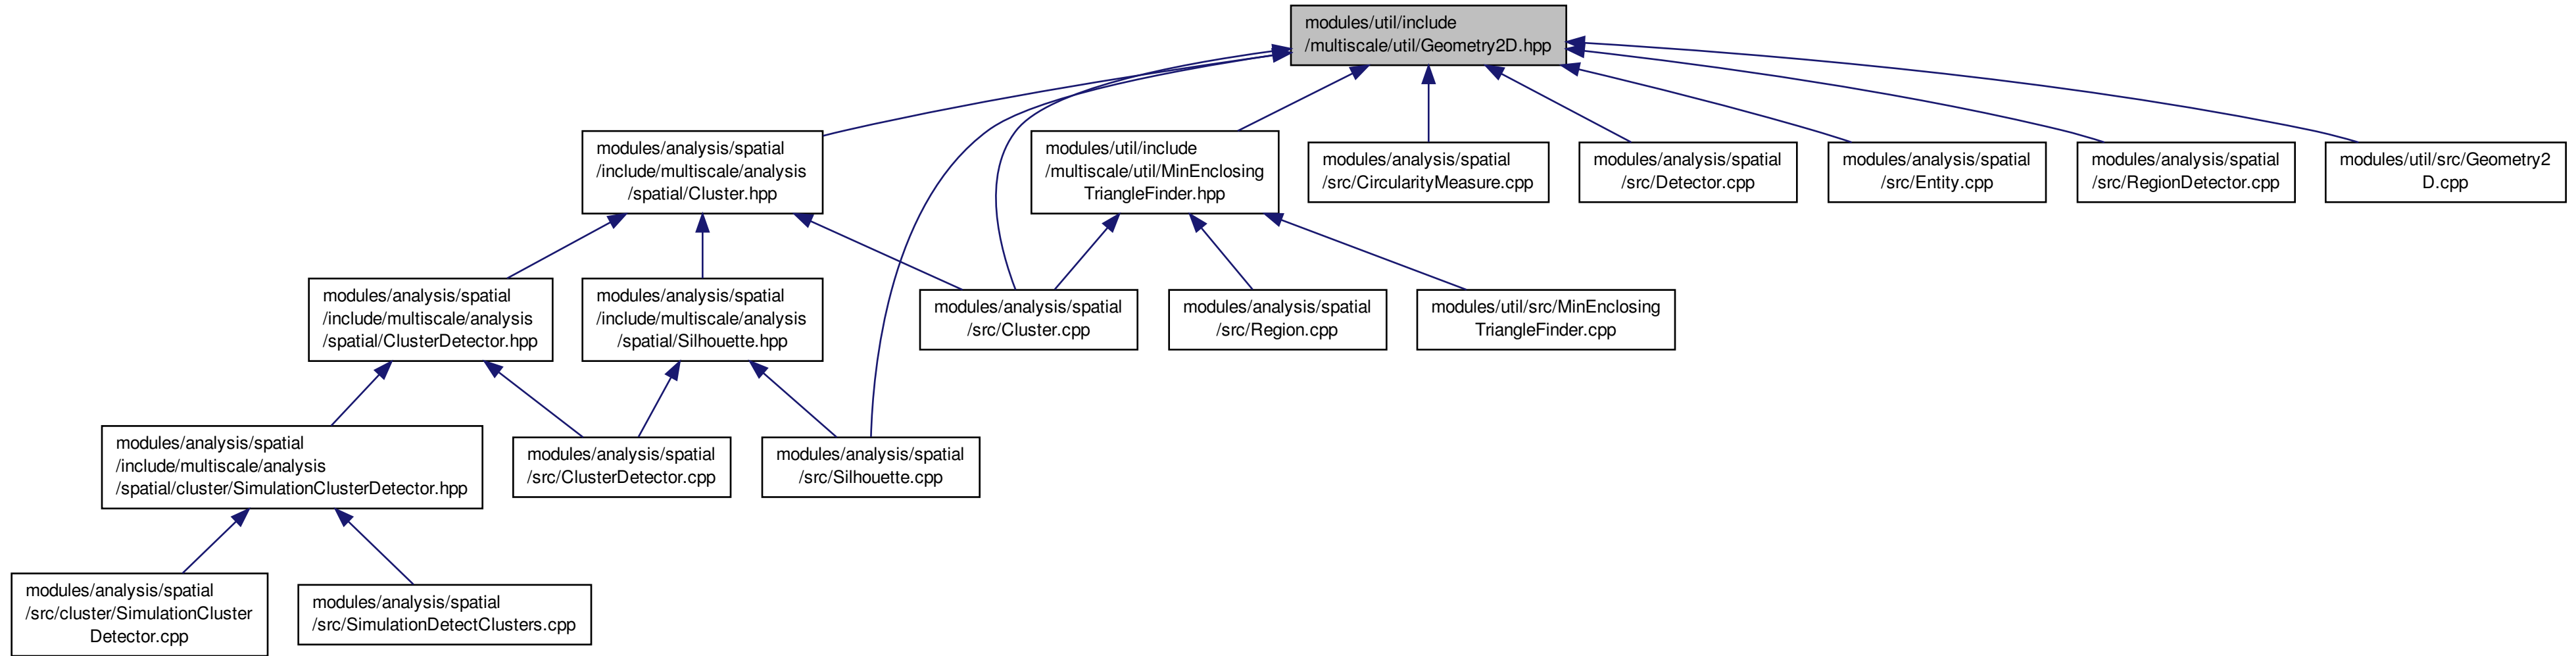 modules/util/include
/multiscale/util/Geometry2D.hpp
modules/analysis/spatial
/include/multiscale/analysis
/spatial/Cluster.hpp
modules/util/include
/multiscale/util/MinEnclosing
TriangleFinder.hpp
modules/analysis/spatial
/src/CircularityMeasure.cpp
modules/analysis/spatial
/src/Detector.cpp
modules/analysis/spatial
/src/Entity.cpp
modules/analysis/spatial
/src/RegionDetector.cpp
modules/util/src/Geometry2
D.cpp
modules/analysis/spatial
/include/multiscale/analysis
/spatial/ClusterDetector.hpp
modules/analysis/spatial
/include/multiscale/analysis
/spatial/Silhouette.hpp
modules/analysis/spatial
/src/Cluster.cpp
modules/analysis/spatial
/src/Region.cpp
modules/util/src/MinEnclosing
TriangleFinder.cpp
modules/analysis/spatial
/include/multiscale/analysis
/spatial/cluster/SimulationClusterDetector.hpp
modules/analysis/spatial
/src/ClusterDetector.cpp
modules/analysis/spatial
/src/Silhouette.cpp
modules/analysis/spatial
/src/cluster/SimulationCluster
Detector.cpp
modules/analysis/spatial
/src/SimulationDetectClusters.cpp